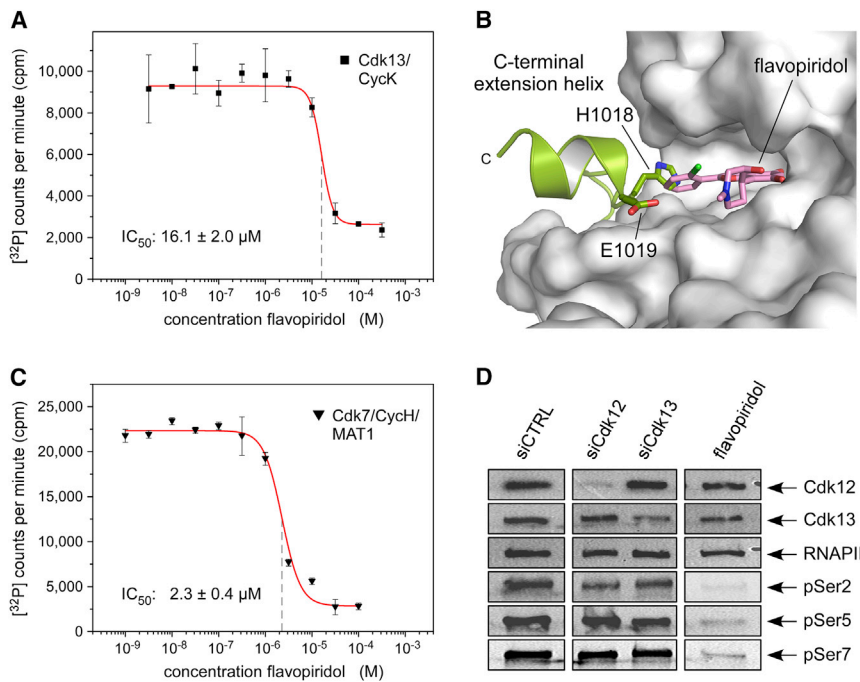 A
[³²P] counts per minute (cpm)
10,000
8,000
6,000
4,000
2,000
0
Cdk13/
CycK
IC₅₀: 16.1 ± 2.0 µM
10⁻⁹ 10⁻⁸ 10⁻⁷ 10⁻⁶ 10⁻⁵ 10⁻⁴ 10⁻³
concentration flavopiridol (M)
B
C-terminal
extension helix
flavopiridol
H1018
C
E1019
C
[³²P] counts per minute (cpm)
25,000
20,000
15,000
10,000
5,000
0
Cdk7/CycH/
MAT1
IC₅₀: 2.3 ± 0.4 µM
10⁻⁹ 10⁻⁸ 10⁻⁷ 10⁻⁶ 10⁻⁵ 10⁻⁴ 10⁻³
concentration flavopiridol (M)
D
siCTRL
siCdk12
siCdk13
flavopiridol
Cdk12
Cdk13
RNAPII
pSer2
pSer5
pSer7